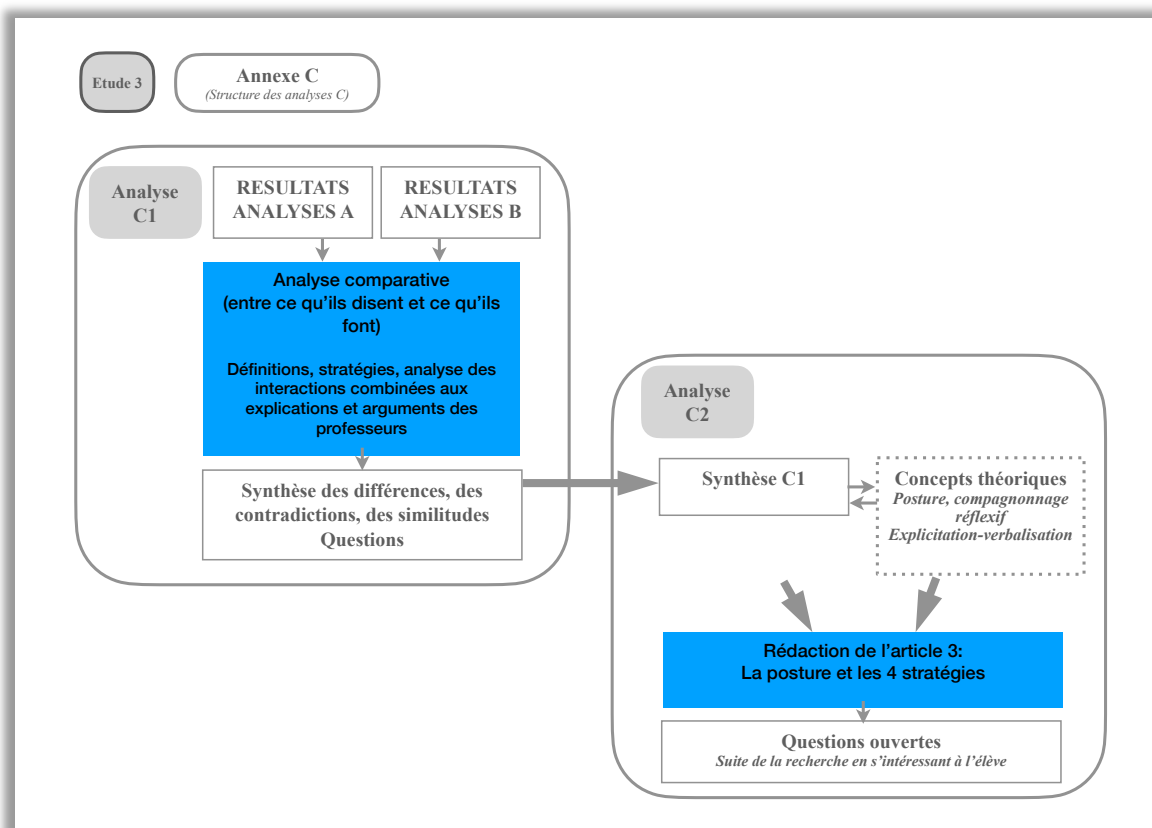 Etude 3
Annexe C
(Structure des analyses C)
Analyse
C1
RESULTATS
ANALYSES A
RESULTATS
ANALYSES B
Analyse comparative
(entre ce qu’ils disent et ce qu’ils
font)
Définitions, stratégies, analyse des
interactions combinées aux
explications et arguments des
professeurs
Synthèse des différences, des
contradictions, des similitudes
Questions
Analyse
C2
Synthèse C1
Concepts théoriques
Posture, compagnonnage
réflexif
Explicitation-verbalisation
Rédaction de l’article 3:
La posture et les 4 stratégies
Questions ouvertes
Suite de la recherche en s’intéressant à l’élève